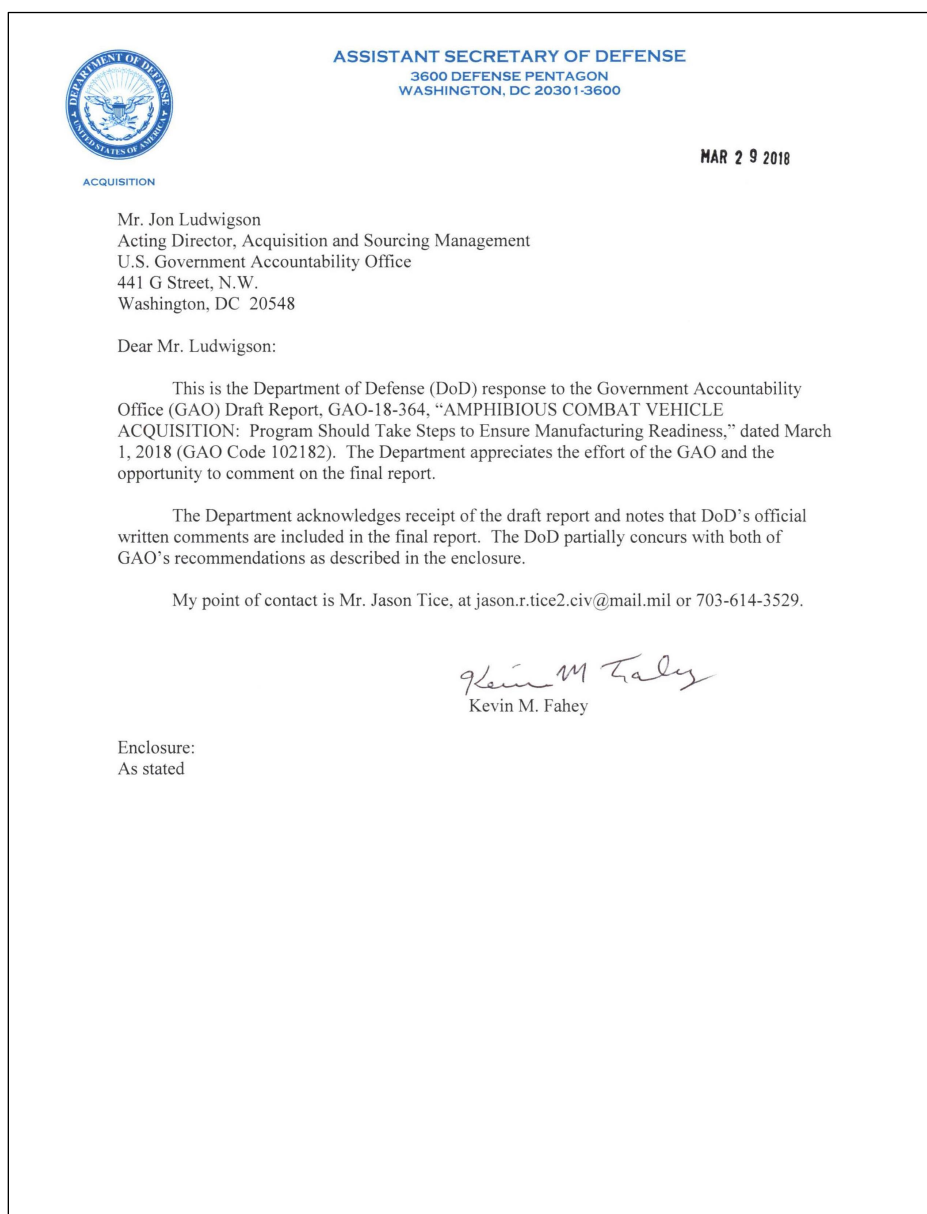 DEPARTMENT OF DEFENSE
UNITED STATES OF AMERICA
ASSISTANT SECRETARY OF DEFENSE
3600 DEFENSE PENTAGON
WASHINGTON, DC 20301-3600
MAR 2 9 2018
ACQUISITION
Mr. Jon Ludwigson
Acting Director, Acquisition and Sourcing Management
U.S. Government Accountability Office
441 G Street, N.W.
Washington, DC 20548
Dear Mr. Ludwigson:
This is the Department of Defense (DoD) response to the Government Accountability
Office (GAO) Draft Report, GAO-18-364, “AMPHIBIOUS COMBAT VEHICLE
ACQUISITION: Program Should Take Steps to Ensure Manufacturing Readiness,” dated March
1, 2018 (GAO Code 102182). The Department appreciates the effort of the GAO and the
opportunity to comment on the final report.
The Department acknowledges receipt of the draft report and notes that DoD’s official
written comments are included in the final report. The DoD partially concurs with both of
GAO’s recommendations as described in the enclosure.
My point of contact is Mr. Jason Tice, at jason.r.tice2.civ@mail.mil or 703-614-3529.
Kevin M Fahey
Kevin M. Fahey
Enclosure:
As stated